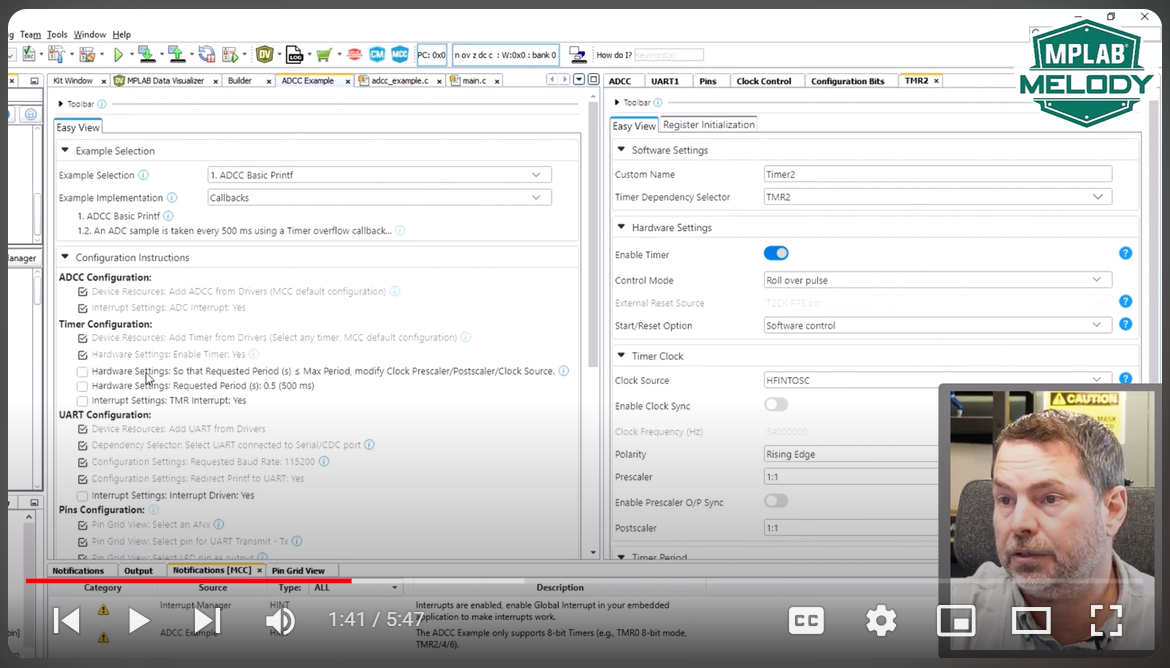 Team Tools Window Help
PC: 0x0 n ov z dc c : W:0x0 : bank 0 How do I? Keyword(s)
MPLAB
MELODY
Kit Window MPLAB Data Visualizer Builder ADCC Example adcc_example.c main.c
ADCC UART1 Pins Clock Control Configuration Bits TMR2
Toolbar
Easy View
Example Selection
Example Selection 1. ADCC Basic Printf
Example Implementation Callbacks
1. ADCC Basic Printf
1.2. An ADC sample is taken every 500 ms using a Timer overflow callback...
Configuration Instructions
ADCC Configuration:
Device Resources: Add ADCC from Drivers (MCC default configuration)
Interrupt Settings: ADC Interrupt: Yes
Timer Configuration:
Device Resources: Add Timer from Drivers (Select any timer, MCC default configuration)
Hardware Settings: Enable Timer: Yes
Hardware Settings: So that Requested Period (s) ≤ Max Period, modify Clock Prescaler/Postscaler/Clock Source.
Hardware Settings: Requested Period (s): 0.5 (500 ms)
Interrupt Settings: TMR Interrupt: Yes
UART Configuration:
Device Resources: Add UART from Drivers
Dependency Selector: Select UART connected to Serial/CDC port
Configuration Settings: Requested Baud Rate: 115200
Configuration Settings: Redirect Printf to UART: Yes
Interrupt Settings: Interrupt Driven: Yes
Pins Configuration:
Pin Grid View: Select an ANx
Pin Grid View: Select pin for UART Transmit - Tx
Pin Grid View: Select LED pin as output
Toolbar
Easy View Register Initialization
Software Settings
Custom Name Timer2
Timer Dependency Selector TMR2
Hardware Settings
Enable Timer
Control Mode Roll over pulse
External Reset Source
Start/Reset Option Software control
Timer Clock
Clock Source HFINTOSC
Enable Clock Sync
Clock Frequency (Hz)
Polarity Rising Edge
Prescaler 1:1
Enable Prescaler O/P Sync
Postscaler 1:1
Timer Period
CAUTION
Notifications Output Notifications [MCC] Pin Grid View
Category Source Type: ALL Description
Interrupt Manager HINT Interrupts are enabled, enable Global Interrupt in your embedded
application to make interrupts work.
ADCC Example The ADCC Example only supports 8-bit Timers (e.g., TMR0 8-bit mode,
TMR2/4/6).
1:41 / 5:47
CC